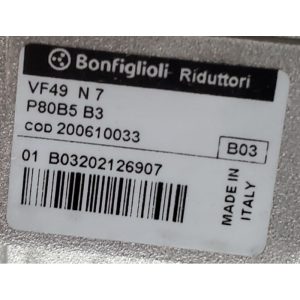 Bonfiglioli Riduttori
VF49 N 7
P80B5 B3
COD 200610033
B03
01 B03202126907
MADE IN
ITALY